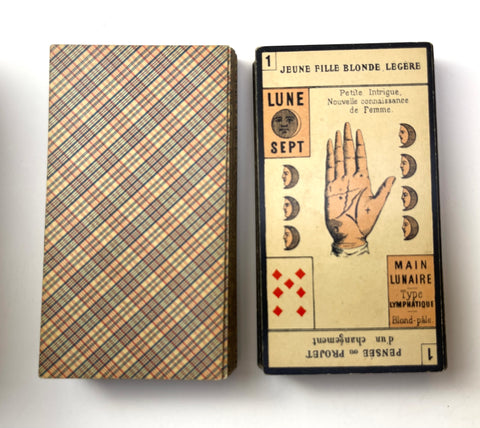 1
JEUNE FILLE BLONDE LÉGÈRE
LUNE
SEPT
Petite Intrigue,
Nouvelle connaissance
de Femme.
MAIN
LUNAIRE
Type
LYMPHATIQUE
Blond-pâle.
PENSÉE OU PROJET
d'un changement
1